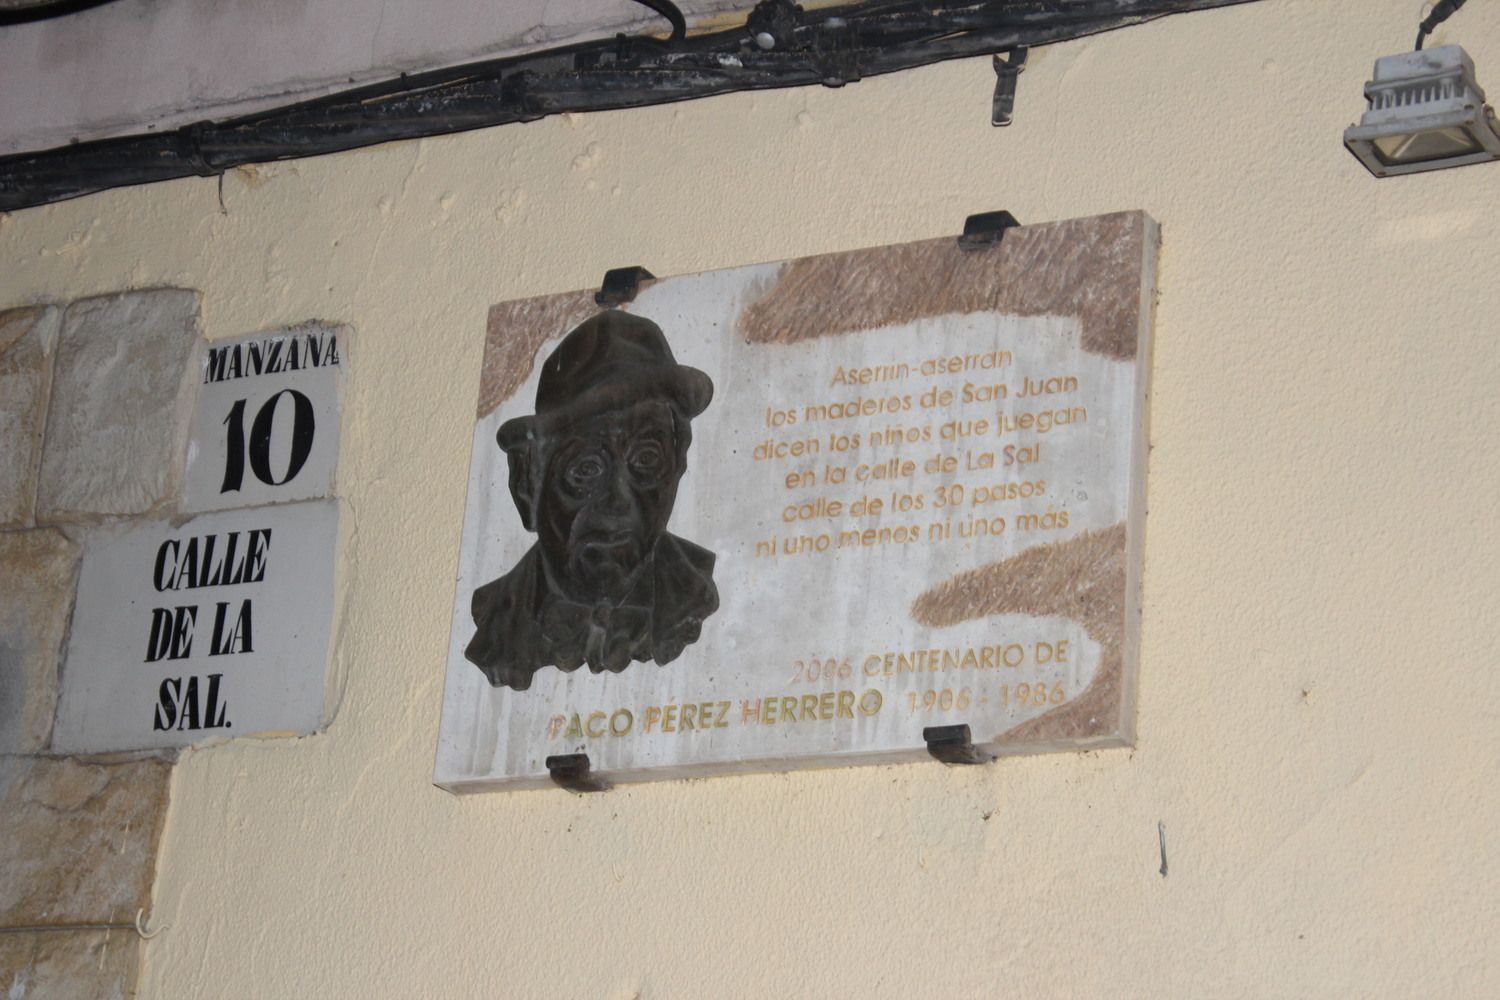 MANZANA
10
CALLE
DE LA
SAL.
Aserrín-aserrán
los maderos de San Juan
dicen los niños que juegan
en la calle de La Sal
calle de los 30 pasos
ni uno menos ni uno más
2006 CENTENARIO DE
PACO PÉREZ HERRERO 1906 - 1986